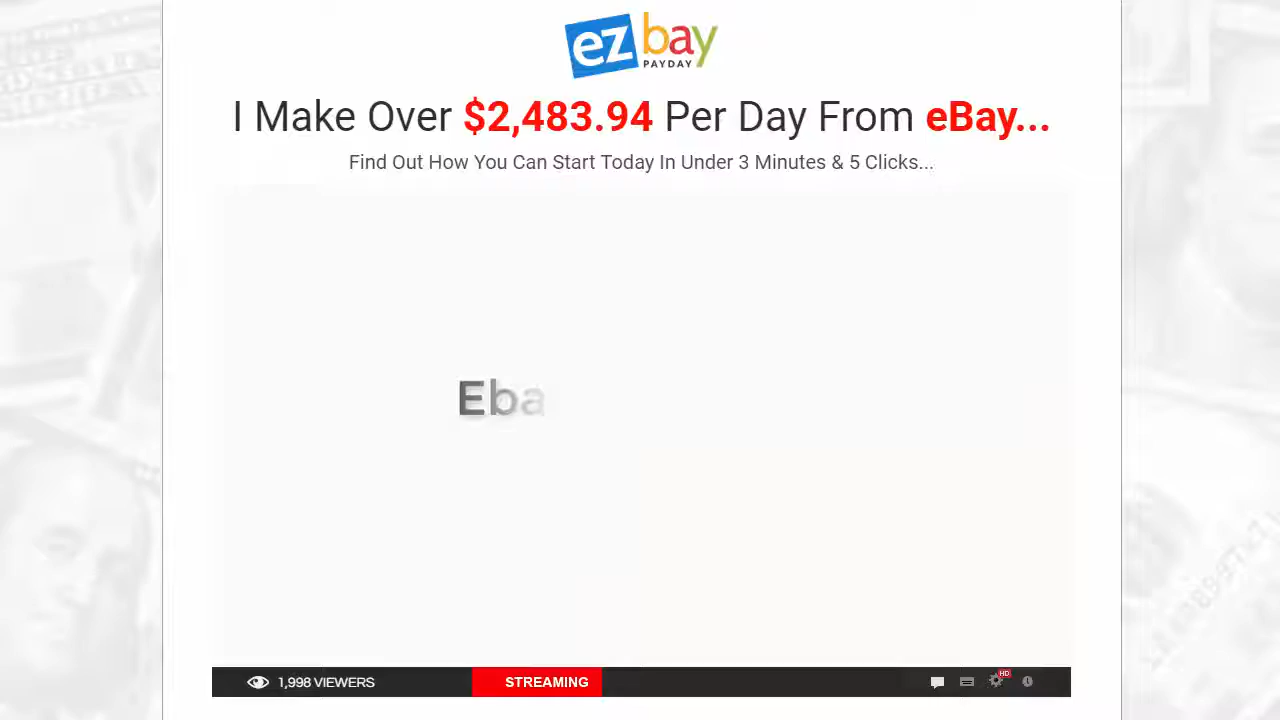 ez bay
PAYDAY
I Make Over $2,483.94 Per Day From eBay...
Find Out How You Can Start Today In Under 3 Minutes & 5 Clicks...
Eba
1,998 VIEWERS
STREAMING
HD